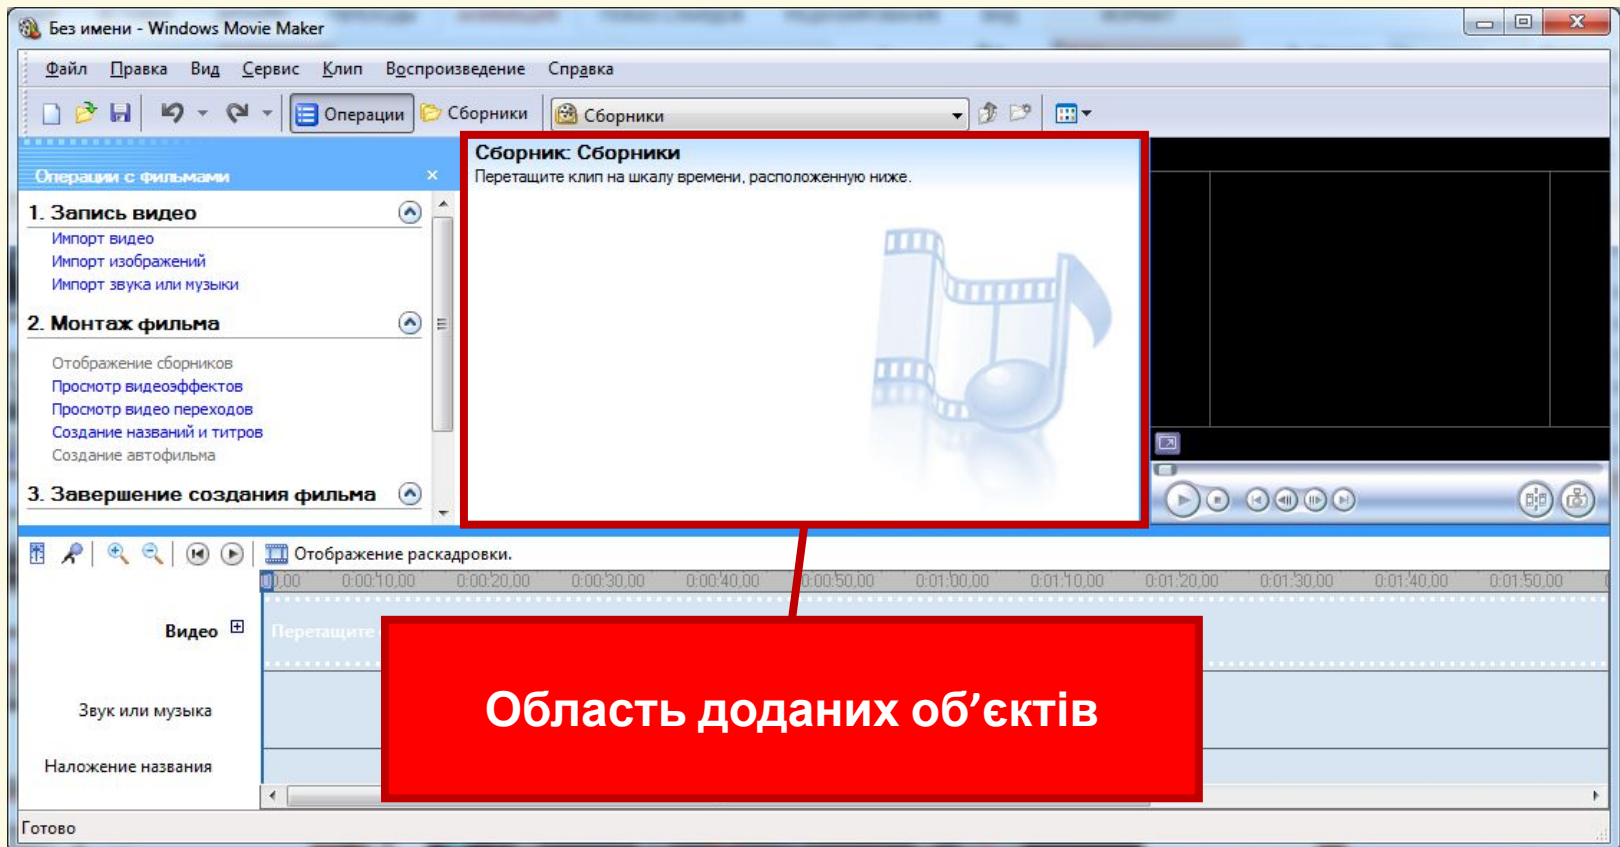 Без имени - Windows Movie Maker
Файл Правка Вид Сервис Клип Воспроизведение Справка
Операции Сборники Сборники
Операции с фильмами
1. Запись видео
Импорт видео
Импорт изображений
Импорт звука или музыки
2. Монтаж фильма
Отображение сборников
Просмотр видеоэффектов
Просмотр видео переходов
Создание названий и титров
Создание автофильма
3. Завершение создания фильма
Сборник: Сборники
Перетащите клип на шкалу времени, расположенную ниже.
Отображение раскадровки.
0:00:10,00 0:00:20,00 0:00:30,00 0:00:40,00 0:00:50,00 0:01:00,00 0:01:10,00 0:01:20,00 0:01:30,00 0:01:40,00 0:01:50,00
Видео
Перетащите
Звук или музыка
Наложение названия
Область доданих об’єктів
Готово